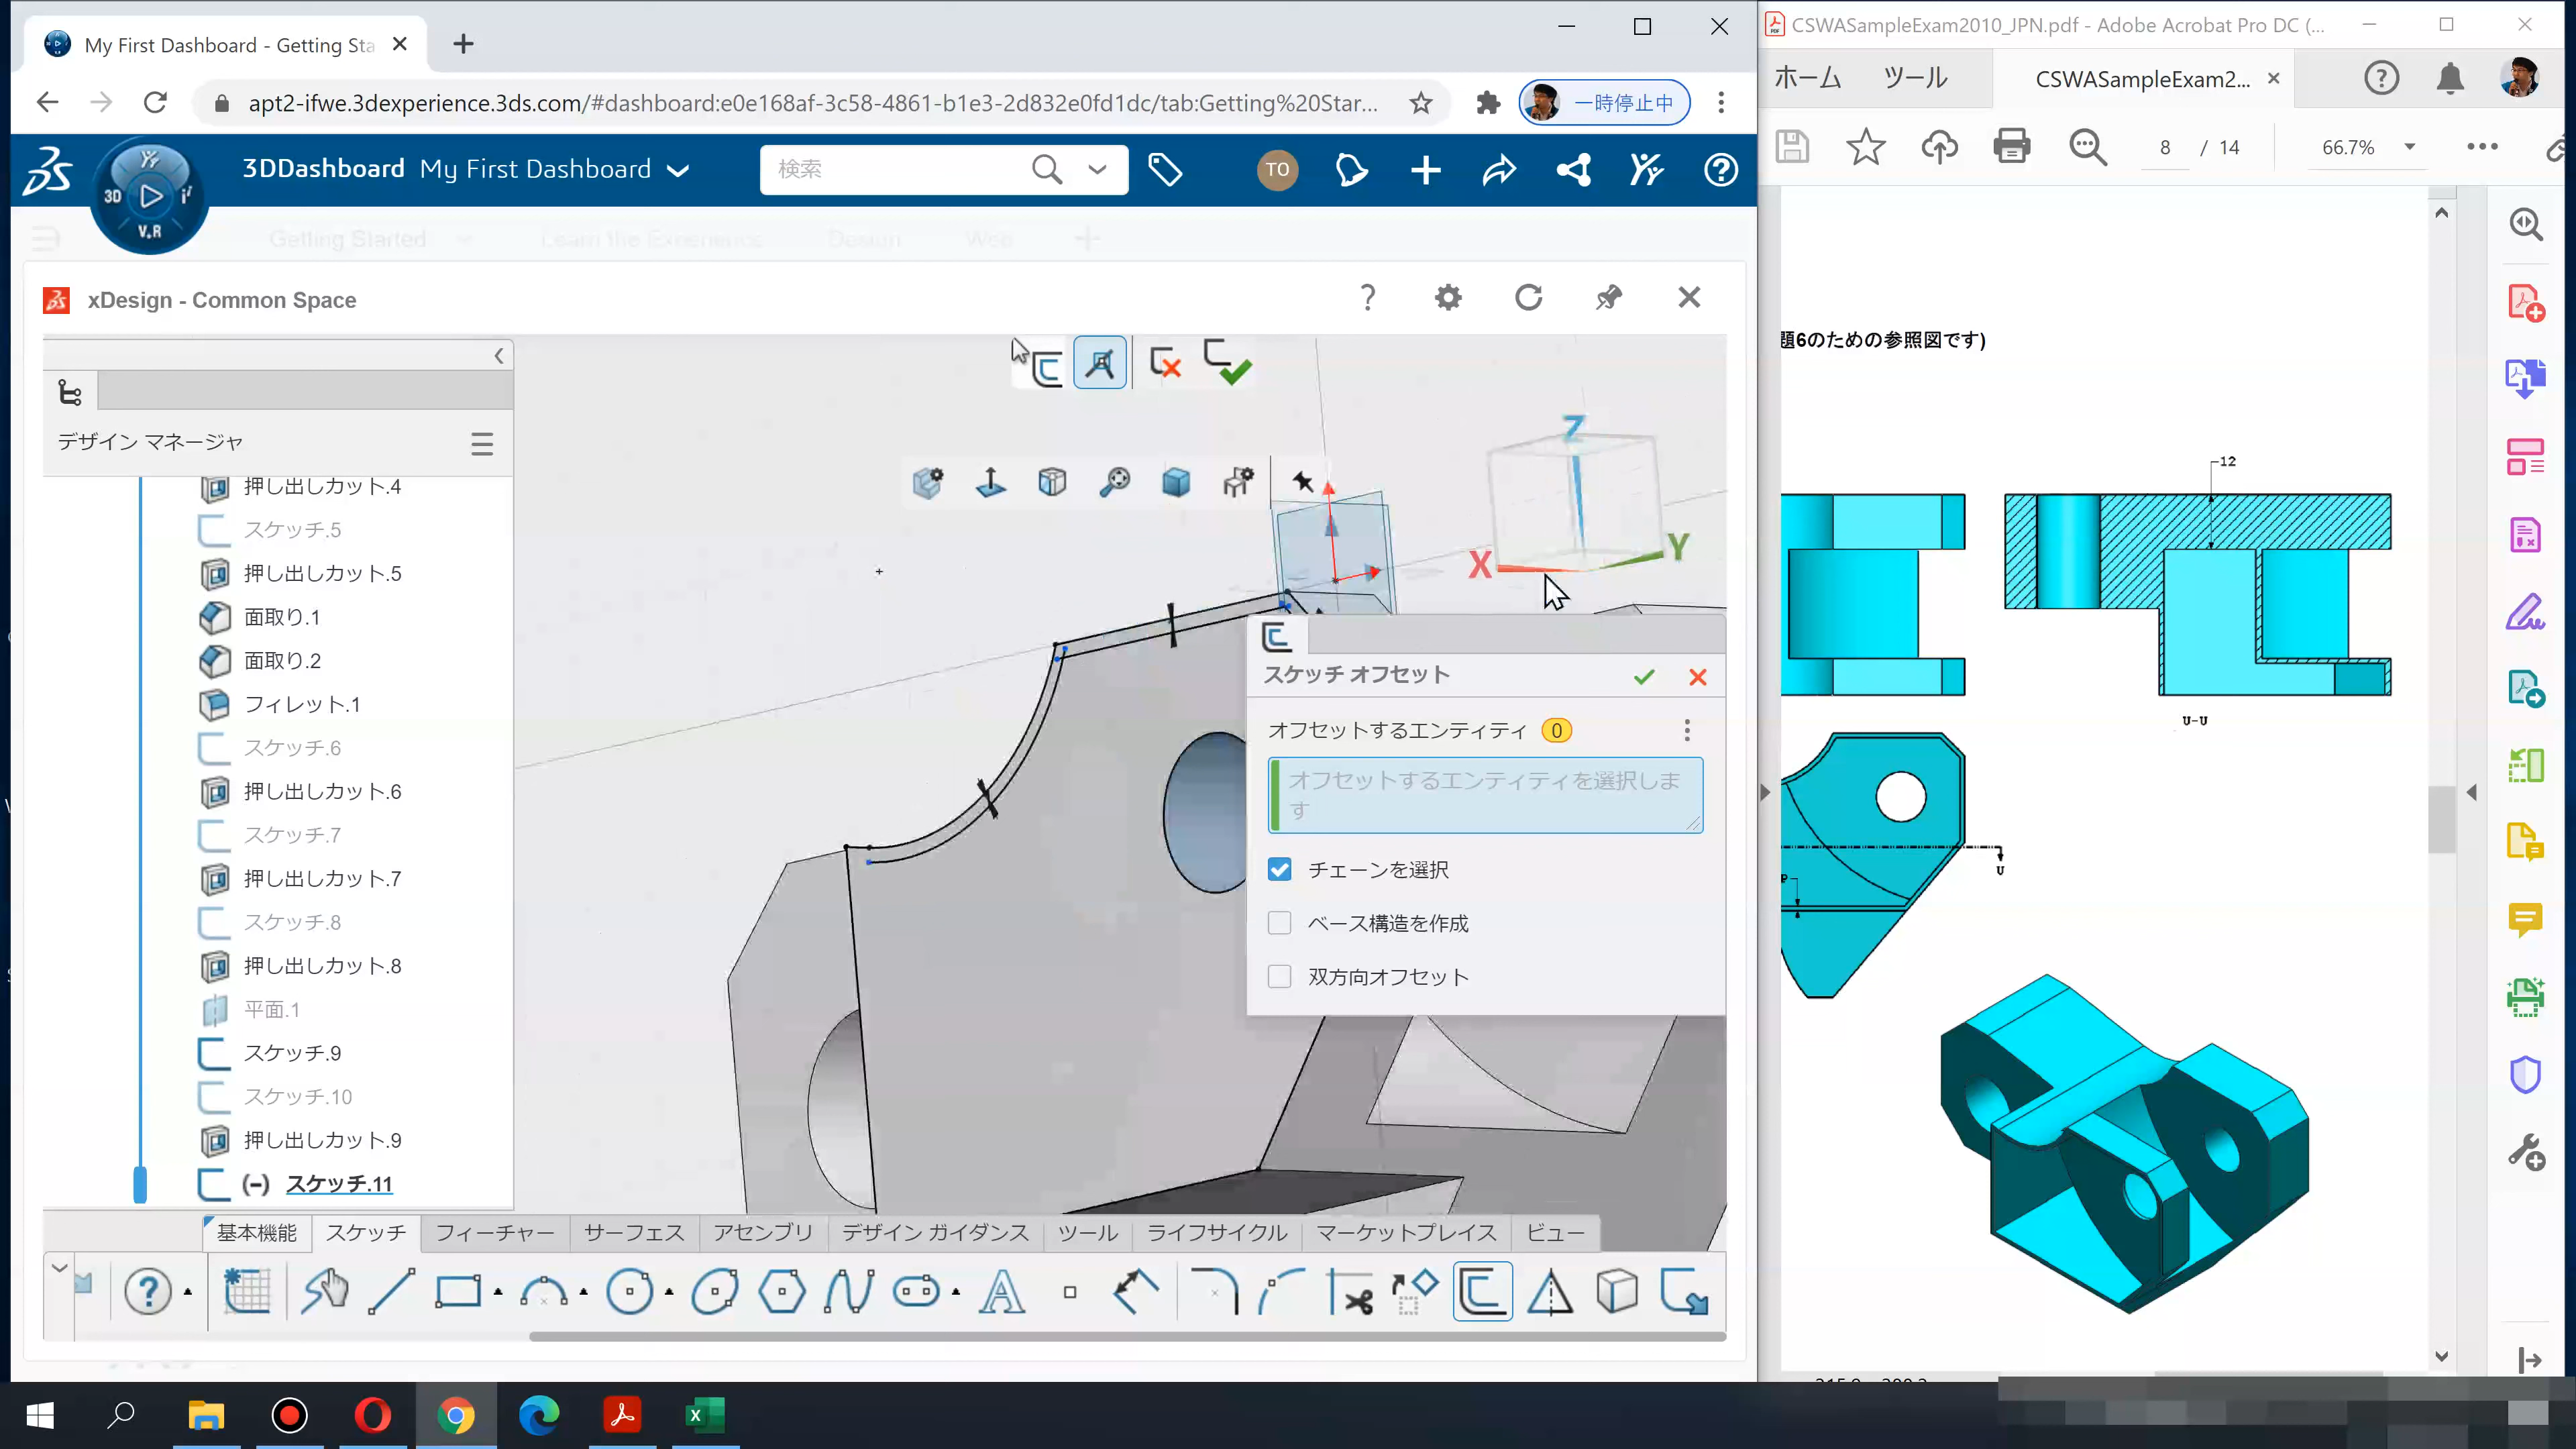 My First Dashboard - Getting Sta
apt2-ifwe.3dexperience.3ds.com/#dashboard:e0e168af-3c58-4861-b1e3-2d832e0fd1dc/tab:Getting%20Star...
一時停止中
3D
V.R
3DDashboard My First Dashboard
検索
TO
Getting Started
Learn the Experience
Design
Web
xDesign - Common Space
デザイン マネージャ
押し出しカット.4
スケッチ.5
押し出しカット.5
面取り.1
面取り.2
フィレット.1
スケッチ.6
押し出しカット.6
スケッチ.7
押し出しカット.7
スケッチ.8
押し出しカット.8
平面.1
スケッチ.9
スケッチ.10
押し出しカット.9
(-) スケッチ.11
Z
X
Y
スケッチ オフセット
オフセットするエンティティ 0
オフセットするエンティティを選択しま
す
チェーンを選択
ベース構造を作成
双方向オフセット
基本機能
スケッチ
フィーチャー
サーフェス
アセンブリ
デザイン ガイダンス
ツール
ライフサイクル
マーケットプレイス
ビュー
CSWASampleExam2010_JPN.pdf - Adobe Acrobat Pro DC (...
ホーム
ツール
CSWASampleExam2...
8 / 14
66.7%
題6のための参照図です)
12
U-U
U
P